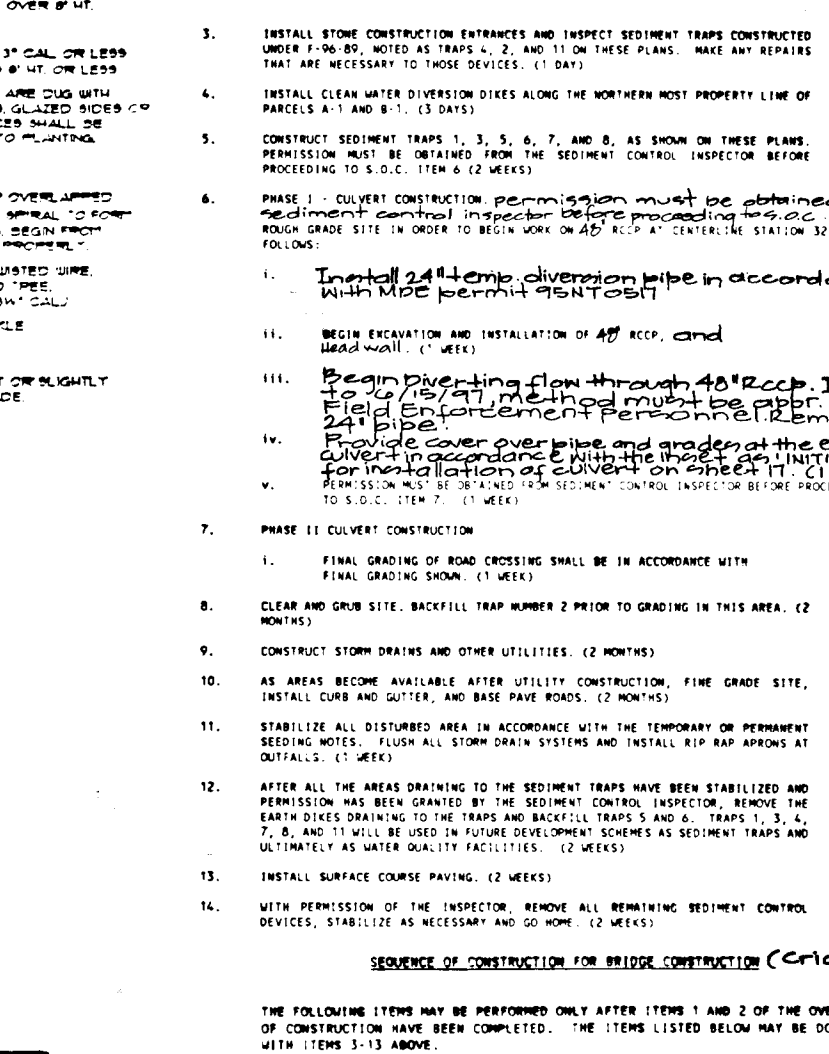 OVER 8' HT.
3" CAL OR LESS
8' HT. OR LESS
ARE DUG WITH
GLAZED SIDES OR
SHALL BE
TO PLANTING.
OVERLAPPED
SPIRAL TO
BEGIN FROM
PROPERLY.
WIRE,
TREE,
CAL.)
OR SLIGHTLY
3. INSTALL STONE CONSTRUCTION ENTRANCES AND INSPECT SEDIMENT TRAPS CONSTRUCTED
UNDER F-96-89, NOTED AS TRAPS 4, 2, AND 11 ON THESE PLANS. MAKE ANY REPAIRS
THAT ARE NECESSARY TO THOSE DEVICES. (1 DAY)
4. INSTALL CLEAN WATER DIVERSION DIKES ALONG THE NORTHERN MOST PROPERTY LINE OF
PARCELS A-1 AND B-1. (3 DAYS)
5. CONSTRUCT SEDIMENT TRAPS 1, 3, 5, 6, 7, AND 8, AS SHOWN ON THESE PLANS.
PERMISSION MUST BE OBTAINED FROM THE SEDIMENT CONTROL INSPECTOR BEFORE
PROCEEDING TO S.O.C. ITEM 6 (2 WEEKS)
6. PHASE I - CULVERT CONSTRUCTION. permission must be obtained
sediment control inspector before proceeding to s.o.c.
ROUGH GRADE SITE IN ORDER TO BEGIN WORK ON 48" RCCP AT CENTERLINE STATION 32
FOLLOWS:
i. Install 24" temp. diversion pipe in accord
with MDE permit 95NT0517
ii. BEGIN EXCAVATION AND INSTALLATION OF 48" RCCP, and
Headwall. (1 WEEK)
iii. Begin Diverting flow through 48" Rccp.
to 6/15/97, method must be appr.
Field Enforcement Personnel. Rem
24" pipe.
iv. Provide cover over pipe and grades at the
culvert in accordance with the inset as 'INITI
for installation of culvert on sheet 17. (1
v. PERMISSION MUST BE OBTAINED FROM SEDIMENT CONTROL INSPECTOR BEFORE PROCE
TO S.O.C. ITEM 7. (1 WEEK)
7. PHASE II CULVERT CONSTRUCTION
i. FINAL GRADING OF ROAD CROSSING SHALL BE IN ACCORDANCE WITH
FINAL GRADING SHOWN. (1 WEEK)
8. CLEAR AND GRUB SITE. BACKFILL TRAP NUMBER 2 PRIOR TO GRADING IN THIS AREA. (2
MONTHS)
9. CONSTRUCT STORM DRAINS AND OTHER UTILITIES. (2 MONTHS)
10. AS AREAS BECOME AVAILABLE AFTER UTILITY CONSTRUCTION, FINE GRADE SITE,
INSTALL CURB AND GUTTER, AND BASE PAVE ROADS. (2 MONTHS)
11. STABILIZE ALL DISTURBED AREA IN ACCORDANCE WITH THE TEMPORARY OR PERMANENT
SEEDING NOTES. FLUSH ALL STORM DRAIN SYSTEMS AND INSTALL RIP RAP APRONS AT
OUTFALLS. (1 WEEK)
12. AFTER ALL THE AREAS DRAINING TO THE SEDIMENT TRAPS HAVE BEEN STABILIZED AND
PERMISSION HAS BEEN GRANTED BY THE SEDIMENT CONTROL INSPECTOR, REMOVE THE
EARTH DIKES DRAINING TO THE TRAPS AND BACKFILL TRAPS 5 AND 6. TRAPS 1, 3, 4,
7, 8, AND 11 WILL BE USED IN FUTURE DEVELOPMENT SCHEMES AS SEDIMENT TRAPS AND
ULTIMATELY AS WATER QUALITY FACILITIES. (2 WEEKS)
13. INSTALL SURFACE COURSE PAVING. (2 WEEKS)
14. WITH PERMISSION OF THE INSPECTOR, REMOVE ALL REMAINING SEDIMENT CONTROL
DEVICES, STABILIZE AS NECESSARY AND GO HOME. (2 WEEKS)
SEQUENCE OF CONSTRUCTION FOR BRIDGE CONSTRUCTION (Cric
THE FOLLOWING ITEMS MAY BE PERFORMED ONLY AFTER ITEMS 1 AND 2 OF THE OVE
OF CONSTRUCTION HAVE BEEN COMPLETED. THE ITEMS LISTED BELOW MAY BE DO
WITH ITEMS 3-13 ABOVE.